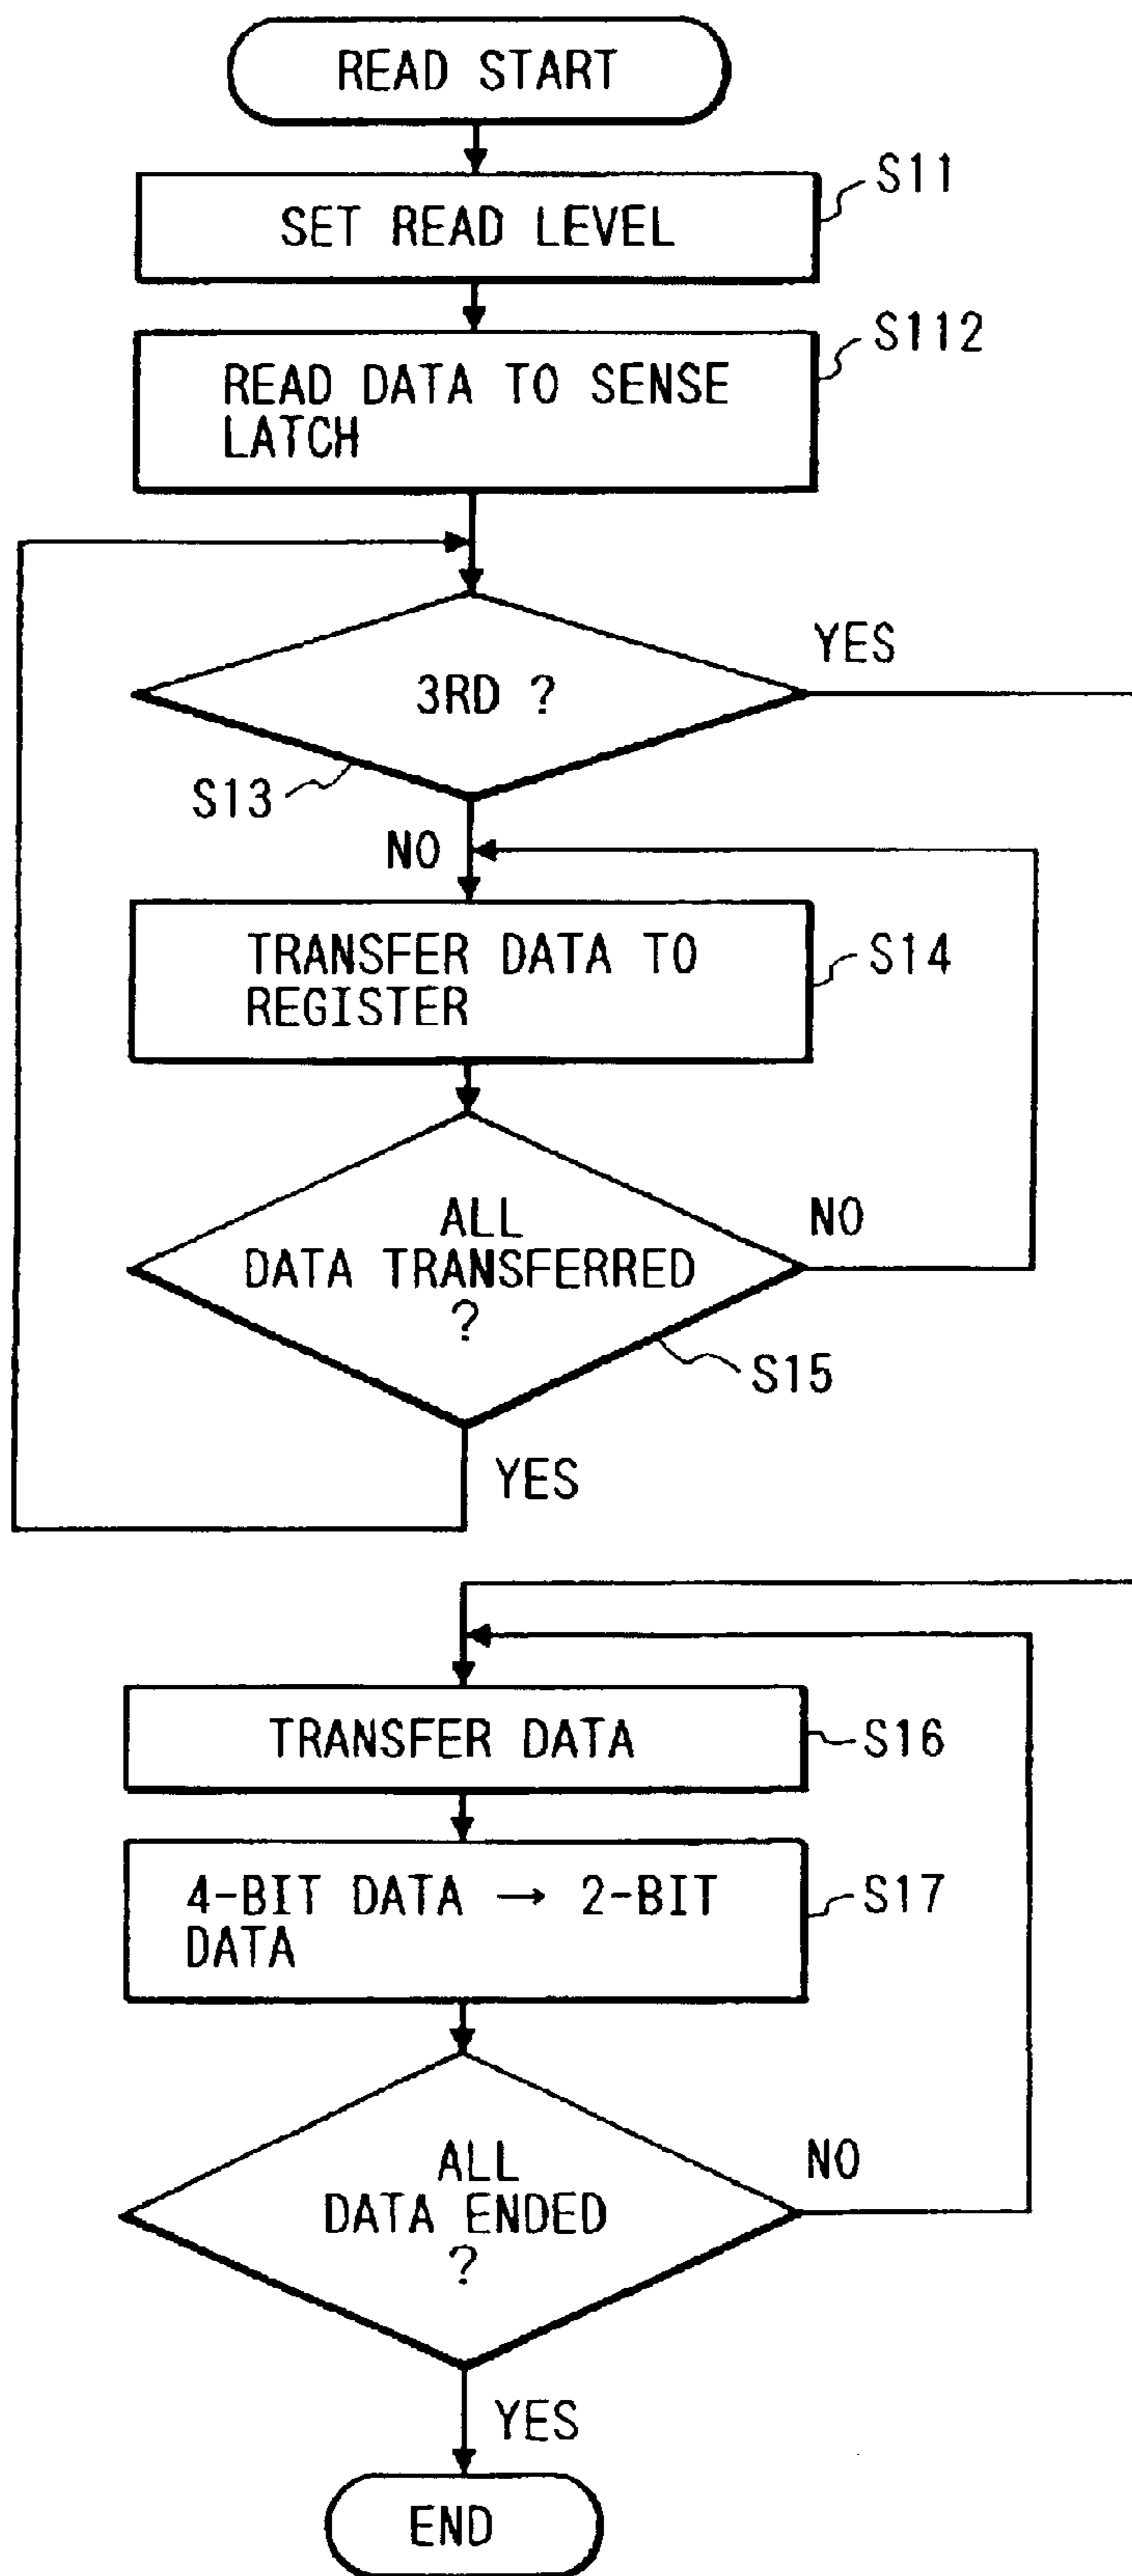 READ START
S11
SET READ LEVEL
S112
READ DATA TO SENSE
LATCH
YES
3RD ?
S13
NO
TRANSFER DATA TO
REGISTER
S14
ALL
DATA TRANSFERRED
?
NO
S15
YES
TRANSFER DATA
S16
4-BIT DATA → 2-BIT
DATA
S17
ALL
DATA ENDED
?
NO
YES
END